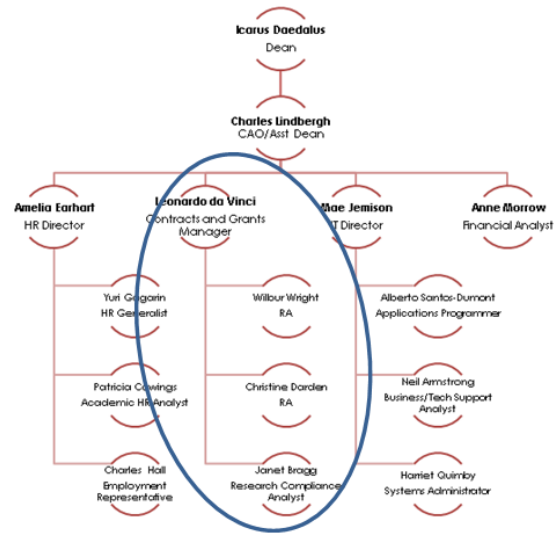 Icarus Daedalus
Dean
Charles Lindbergh
CAO/Asst Dean
Amelia Earhart
HR Director
Leonardo da Vinci
Contracts and Grants
Manager
Mae Jemison
IT Director
Anne Morrow
Financial Analyst
Yuri Gagarin
HR Generalist
Wilbur Wright
RA
Alberto Santos-Dumont
Applications Programmer
Patricia Cowings
Academic HR Analyst
Christine Darden
RA
Neil Armstrong
Business/Tech Support
Analyst
Charles Hall
Employment
Representative
Janet Bragg
Research Compliance
Analyst
Harriet Quimby
Systems Administrator